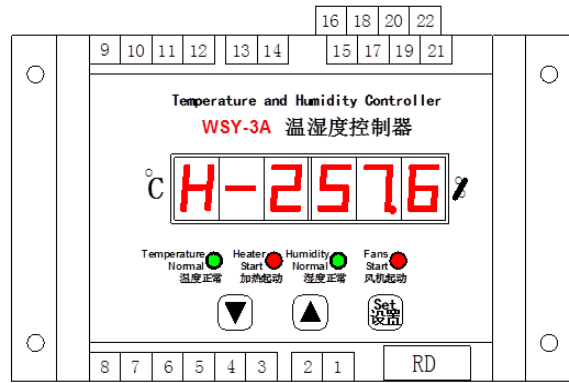 16 18 20 22
9 10 11 12 13 14 15 17 19 21
Temperature and Humidity Controller
WSY-3A 温湿度控制器
°C H-257.6 %
Temperature Normal 温度正常
Heater Start 加热起动
Humidity Normal 湿度正常
Fans Start 风机起动
▼ ▲ Set 设置
8 7 6 5 4 3 2 1 RD